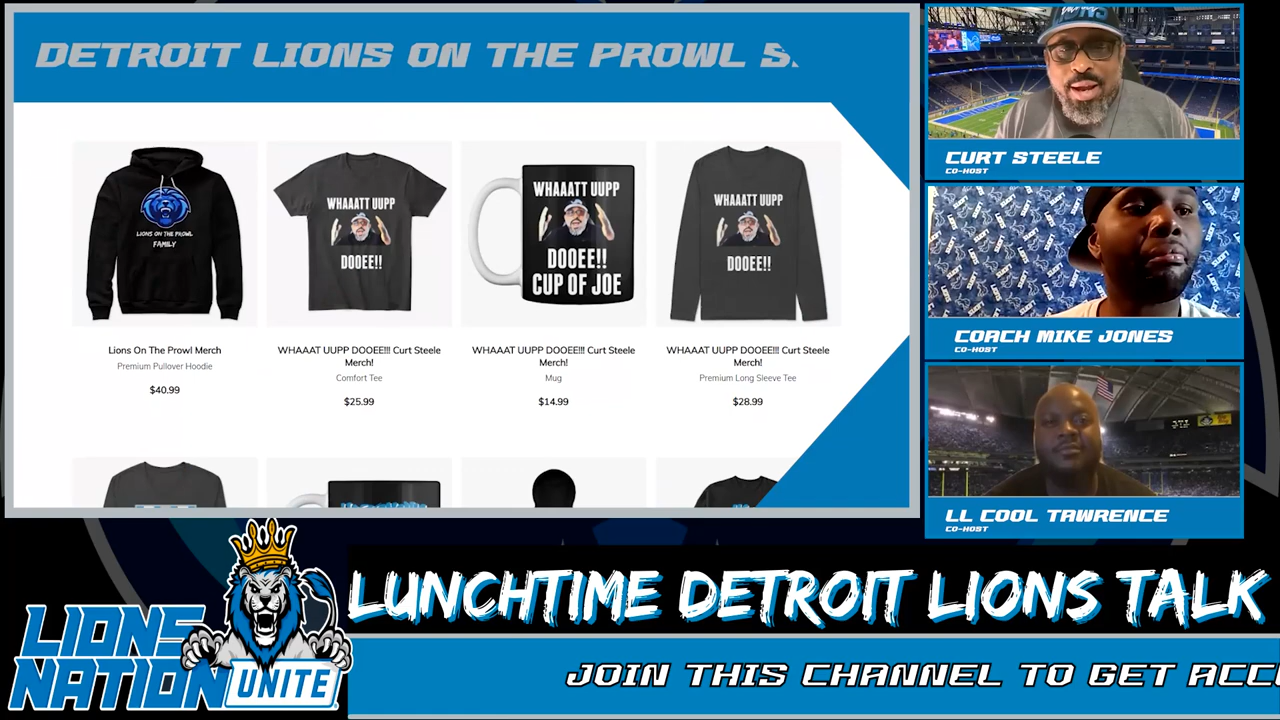 DETROIT LIONS ON THE PROWL S
LIONS ON THE PROWL
FAMILY
WHAAATT UUPP
DOOEE!!
WHAAATT UUPP
DOOEE!!
CUP OF JOE
WHAAATT UUPP
DOOEE!!
Lions On The Prowl Merch
Premium Pullover Hoodie
$40.99
WHAAAT UUPP DOOEE!!! Curt Steele
Merch!
Comfort Tee
$25.99
WHAAAT UUPP DOOEE!!! Curt Steele
Merch!
Mug
$14.99
WHAAAT UUPP DOOEE!!! Curt Steele
Merch!
Premium Long Sleeve Tee
$28.99
LIONS
CURT STEELE
CO-HOST
COACH MIKE JONES
CO-HOST
LL COOL TAWRENCE
CO-HOST
LIONS
NATION
UNITE
LUNCHTIME DETROIT LIONS TALK
JOIN THIS CHANNEL TO GET ACC